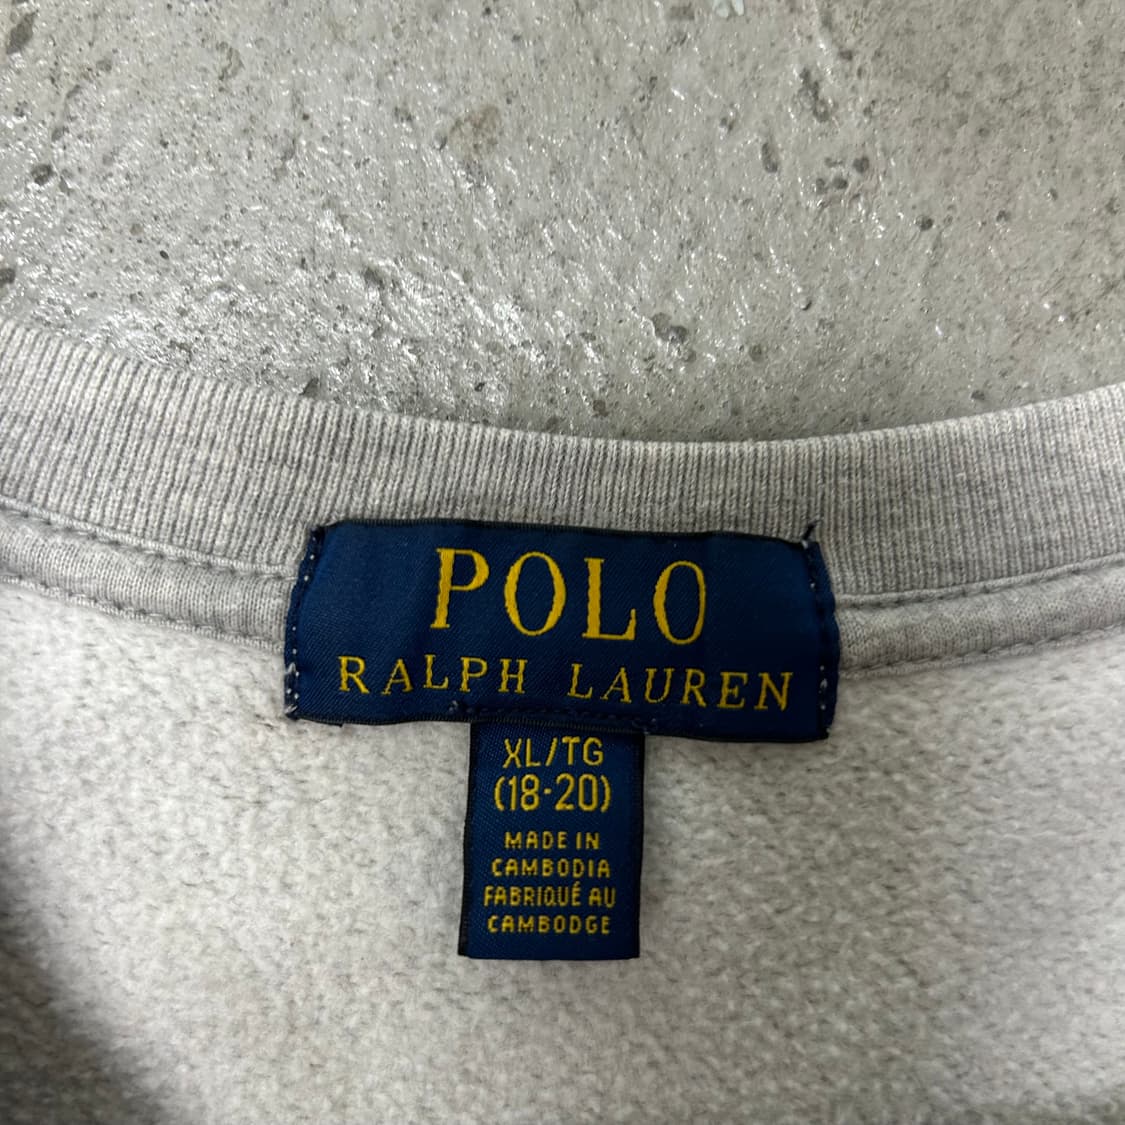 POLO
RALPH LAUREN
XL/TG
(18-20)
MADE IN
CAMBODIA
FABRIQUÉ AU
CAMBODGE